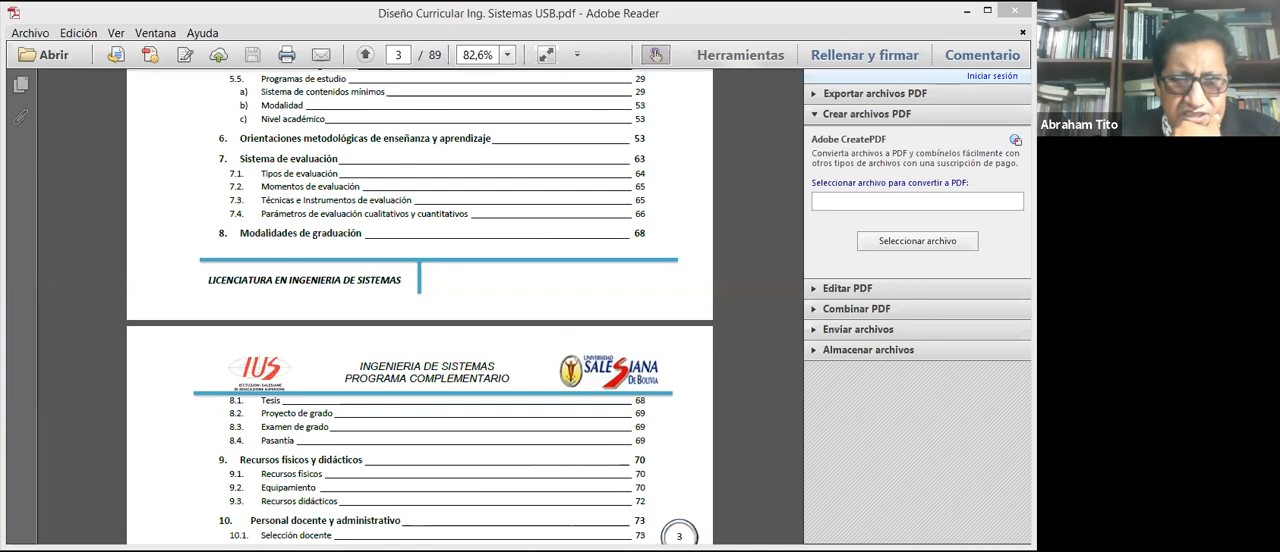 Diseño Curricular Ing. Sistemas USB.pdf - Adobe Reader
Archivo Edición Ver Ventana Ayuda
Abrir 3 / 89 82,6% Herramientas Rellenar y firmar Comentario
5.5. Programas de estudio 29
a) Sistema de contenidos mínimos 29
b) Modalidad 53
c) Nivel académico 53
6. Orientaciones metodológicas de enseñanza y aprendizaje 53
7. Sistema de evaluación 63
7.1. Tipos de evaluación 64
7.2. Momentos de evaluación 65
7.3. Técnicas e Instrumentos de evaluación 65
7.4. Parámetros de evaluación cualitativos y cuantitativos 66
8. Modalidades de graduación 68
LICENCIATURA EN INGENIERIA DE SISTEMAS
IUS
ISTITUZIONI SALESIANE
DI EDUCAZIONE SUPERIORE
INGENIERIA DE SISTEMAS
PROGRAMA COMPLEMENTARIO
UNIVERSIDAD
SALESIANA
DE BOLIVIA
8.1. Tesis 68
8.2. Proyecto de grado 69
8.3. Examen de grado 69
8.4. Pasantía 69
9. Recursos físicos y didácticos 70
9.1. Recursos físicos 70
9.2. Equipamiento 70
9.3. Recursos didácticos 72
10. Personal docente y administrativo 73
10.1. Selección docente 73
3
Iniciar sesión
Exportar archivos PDF
Crear archivos PDF
Adobe CreatePDF
Convierta archivos a PDF y combínelos fácilmente con
otros tipos de archivos con una suscripción de pago.
Seleccionar archivo para convertir a PDF:
Seleccionar archivo
Editar PDF
Combinar PDF
Enviar archivos
Almacenar archivos
Abraham Tito